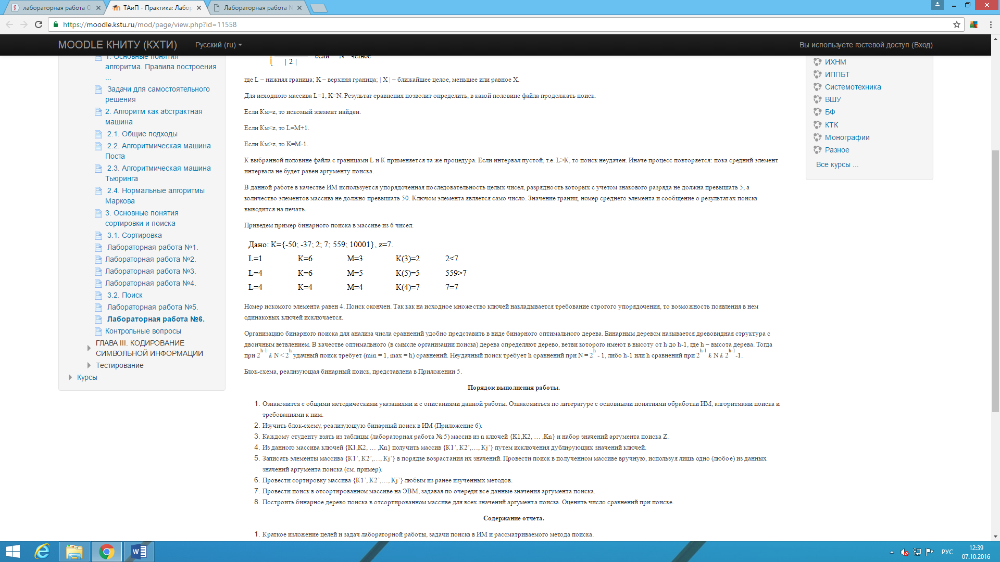 лабораторная работа О
ТАиП - Практика: Лабор
Лабораторная работа №
https://moodle.kstu.ru/mod/page/view.php?id=11558
MOODLE КНИТУ (КХТИ)
Русский (ru)
Вы используете гостевой доступ (Вход)
1. Основные понятия
алгоритма. Правила построения
...
Задачи для самостоятельного
решения
2. Алгоритм как абстрактная
машина
2.1. Общие подходы
2.2. Алгоритмическая машина
Поста
2.3. Алгоритмическая машина
Тьюринга
2.4. Нормальные алгоритмы
Маркова
3. Основные понятия
сортировки и поиска
3.1. Сортировка
Лабораторная работа №1.
Лабораторная работа №2.
Лабораторная работа №3.
Лабораторная работа №4.
3.2. Поиск
Лабораторная работа №5.
Лабораторная работа №6.
Контрольные вопросы
ГЛАВА III. КОДИРОВАНИЕ
СИМВОЛЬНОЙ ИНФОРМАЦИИ
Тестирование
Курсы
если N четное
| 2 |
где L – нижняя граница; K – верхняя граница; | X | – ближайшее целое, меньшее или равное X.
Для исходного массива L=1, K=N. Результат сравнения позволит определить, в какой половине файла продолжать поиск.
Если Км=z, то искомый элемент найден.
Если Км<z, то L=M+1.
Если Км>z, то K=M-1.
К выбранной половине файла с границами L и K применяется та же процедура. Если интервал пустой, т.е. L>K, то поиск неудачен. Иначе процесс повторяется: пока средний элемент
интервала не будет равен аргументу поиска.
В данной работе в качестве ИМ используется упорядоченная последовательность целых чисел, разрядность которых с учетом знакового разряда не должна превышать 5, а
количество элементов массива не должно превышать 50. Ключом элемента является само число. Значение границ, номер среднего элемента и сообщение о результатах поиска
выводится на печать.
Приведем пример бинарного поиска в массиве из 6 чисел.
Дано: K={-50; -37; 2; 7; 559; 10001}, z=7.
L=1 K=6 M=3 K(3)=2 2<7
L=4 K=6 M=5 K(5)=5 559>7
L=4 K=4 M=4 K(4)=7 7=7
Номер искомого элемента равен 4. Поиск окончен. Так как на исходное множество ключей накладывается требование строгого упорядочения, то возможность появления в нем
одинаковых ключей исключается.
Организацию бинарного поиска для анализа числа сравнений удобно представить в виде бинарного оптимального дерева. Бинарным деревом называется древовидная структура с
двоичным ветвлением. В качестве оптимального (в смысле организации поиска) дерева определяют дерево, ветви которого имеют в высоту от h до h-1, где h – высота дерева. Тогда
при 2^h-1 £ N < 2^h удачный поиск требует (min = 1, max = h) сравнений. Неудачный поиск требует h сравнений при N = 2^h - 1, либо h-1 или h сравнений при 2^h-1 £ N £ 2^h-1 -1.
Блок-схема, реализующая бинарный поиск, представлена в Приложении 5.
Порядок выполнения работы.
1. Ознакомится с общими методическими указаниями и с описаниями данной работы. Ознакомиться по литературе с основными понятиями обработки ИМ, алгоритмами поиска и
требованиями к ним.
2. Изучить блок-схему, реализующую бинарный поиск в ИМ (Приложение 6).
3. Каждому студенту взять из таблицы (лабораторная работа № 5) массив из n ключей {K1,K2, … ,Kn} и набор значений аргумента поиска Z.
4. Из данного массива ключей {K1,K2, … ,Kn} получить массив {K1’, K2’,…, Kj’} путем исключения дублирующих значений ключей.
5. Записать элементы массива {K1’, K2’,…, Kj’} в порядке возрастания их значений. Провести поиск в полученном массиве вручную, используя лишь одно (любое) из данных
значений аргумента поиска (см. пример).
6. Провести сортировку массива {K1’, K2’,…, Kj’} любым из ранее изученных методов.
7. Провести поиск в отсортированном массиве на ЭВМ, задавая по очереди все данные значения аргумента поиска.
8. Построить бинарное дерево поиска в отсортированном массиве для всех значений аргумента поиска. Оценить число сравнений при поиске.
Содержание отчета.
1. Краткое изложение целей и задач лабораторной работы, задачи поиска в ИМ и рассматриваемого метода поиска.
ИХНМ
ИППБТ
Системотехника
ВШУ
БФ
КТК
Монографии
Разное
Все курсы ...
РУС
12:39
07.10.2016